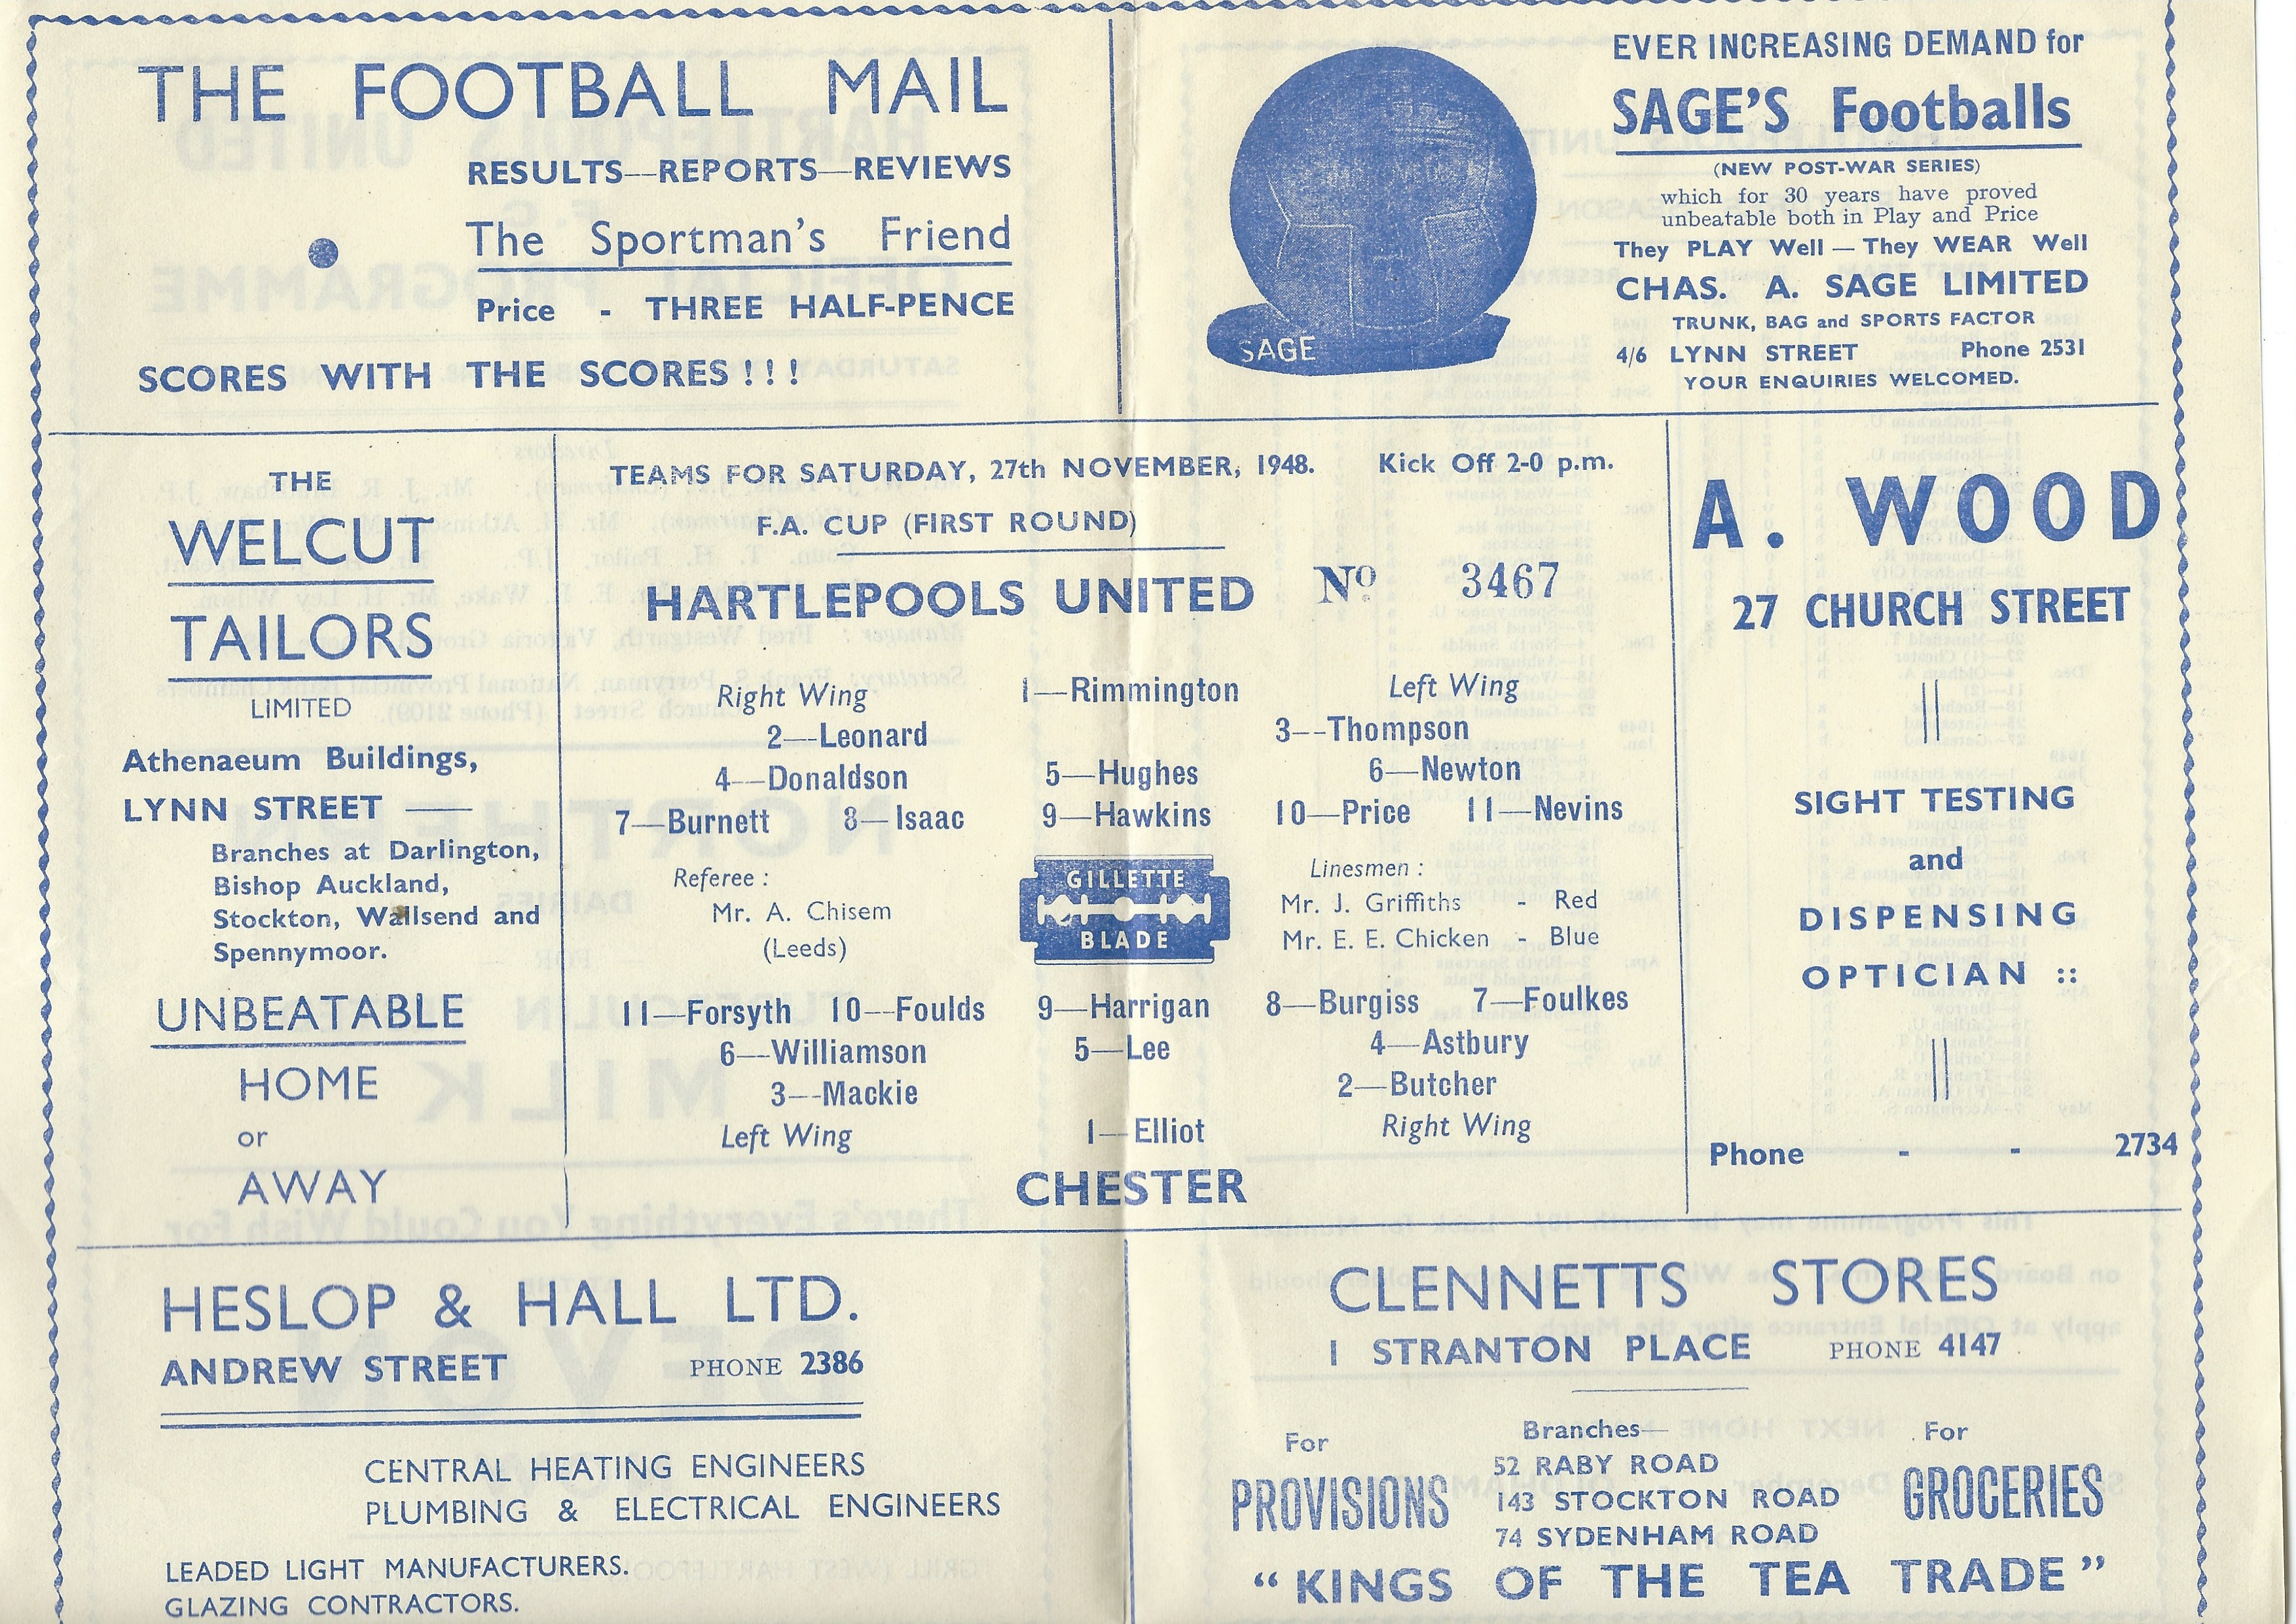 THE FOOTBALL MAIL
RESULTS—REPORTS—REVIEWS
The Sportman's Friend
Price - THREE HALF-PENCE
SCORES WITH THE SCORES ! ! !
SAGE
EVER INCREASING DEMAND for
SAGE'S Footballs
(NEW POST-WAR SERIES)
which for 30 years have proved
unbeatable both in Play and Price
They PLAY Well — They WEAR Well
CHAS. A. SAGE LIMITED
TRUNK, BAG and SPORTS FACTOR
4/6 LYNN STREET Phone 2531
YOUR ENQUIRIES WELCOMED.
THE
WELCUT
TAILORS
LIMITED
Athenaeum Buildings,
LYNN STREET ——
Branches at Darlington,
Bishop Auckland,
Stockton, Wallsend and
Spennymoor.
UNBEATABLE
HOME
or
AWAY
TEAMS FOR SATURDAY, 27th NOVEMBER, 1948. Kick Off 2-0 p.m.
F.A. CUP (FIRST ROUND)
HARTLEPOOLS UNITED Nº 3467
Right Wing 1—Rimmington Left Wing
2—Leonard 3—Thompson
4—Donaldson 5—Hughes 6—Newton
7—Burnett 8—Isaac 9—Hawkins 10—Price 11—Nevins
Referee :
Mr. A. Chisem
(Leeds)
GILLETTE
BLADE
Linesmen :
Mr. J. Griffiths - Red
Mr. E. E. Chicken - Blue
11—Forsyth 10—Foulds 9—Harrigan 8—Burgiss 7—Foulkes
6—Williamson 5—Lee 4—Astbury
3—Mackie 2—Butcher
Left Wing 1—Elliot Right Wing
CHESTER
A. WOOD
27 CHURCH STREET
SIGHT TESTING
and
DISPENSING
OPTICIAN ::
Phone - - 2734
HESLOP & HALL LTD.
ANDREW STREET PHONE 2386
CENTRAL HEATING ENGINEERS
PLUMBING & ELECTRICAL ENGINEERS
LEADED LIGHT MANUFACTURERS.
GLAZING CONTRACTORS.
CLENNETTS STORES
1 STRANTON PLACE PHONE 4147
For
PROVISIONS
Branches—
52 RABY ROAD
143 STOCKTON ROAD
74 SYDENHAM ROAD
For
GROCERIES
"KINGS OF THE TEA TRADE"